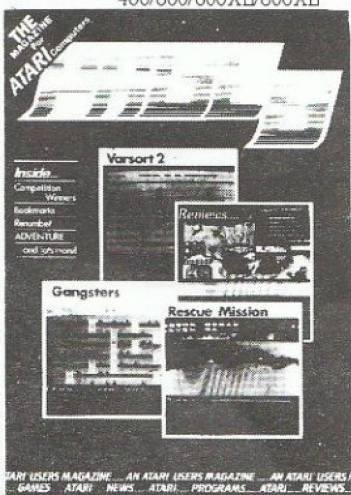 400/800/600XL/800XL
THE
MAGAZINE
For
ATARI Computers
Inside...
Competition
Winners
Bookmarks
Renumber
ADVENTURE
and lots more!
Varsort 2
Reviews...
Gangsters
Rescue Mission
ATARI USERS MAGAZINE ... AN ATARI USERS MAGAZINE ... AN ATARI USERS
GAMES ATARI NEWS ATARI PROGRAMS ATARI REVIEWS